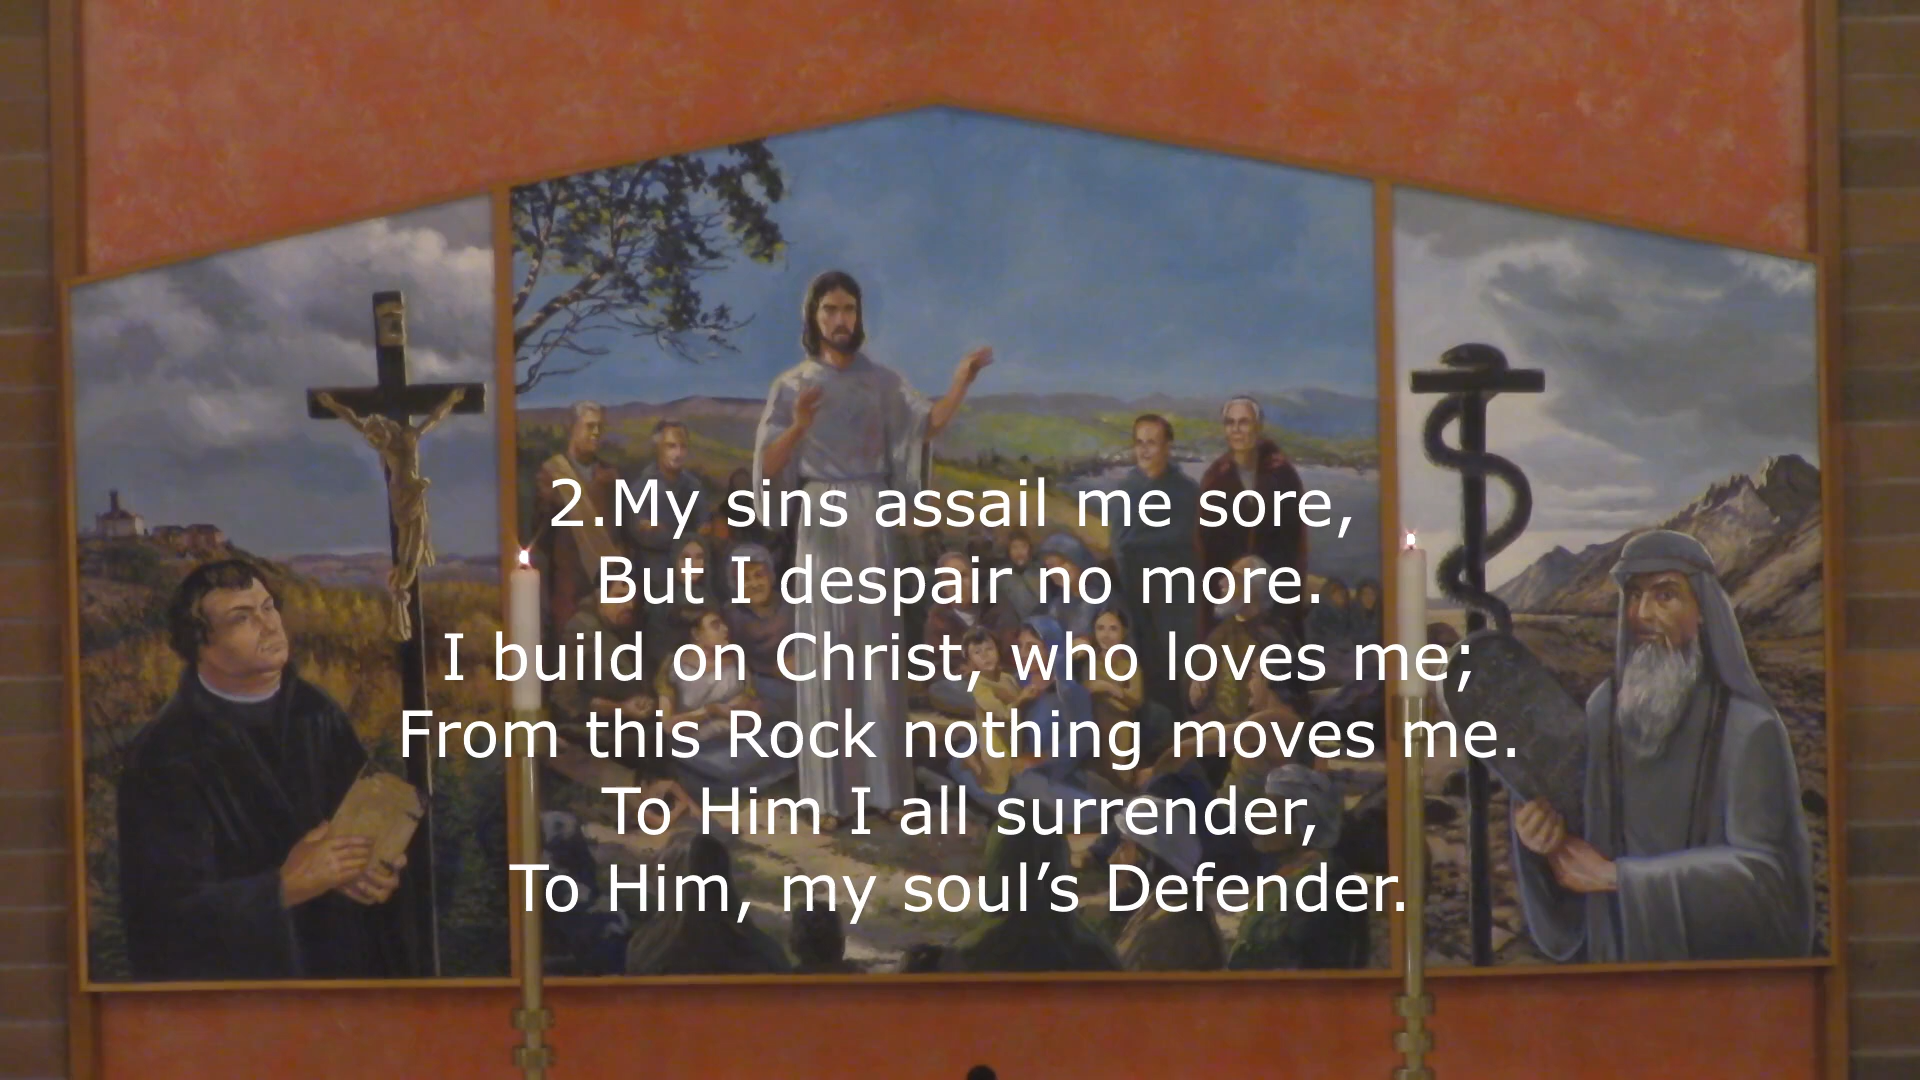 2.My sins assail me sore,
But I despair no more.
I build on Christ, who loves me;
From this Rock nothing moves me.
To Him I all surrender,
To Him, my soul’s Defender.